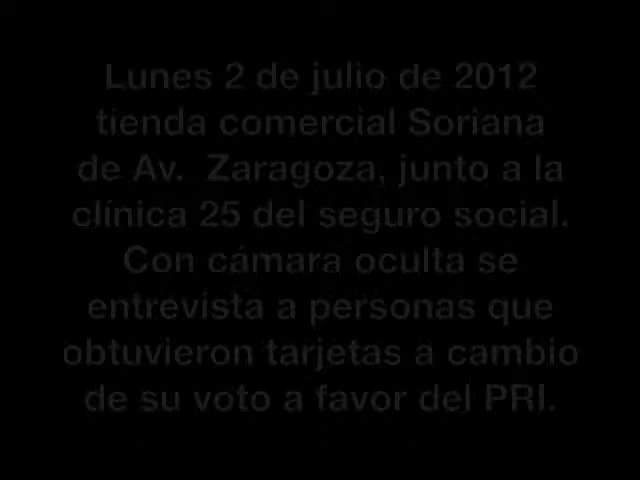 Lunes 2 de julio de 2012
tienda comercial Soriana
de Av. Zaragoza, junto a la
clínica 25 del seguro social.
Con cámara oculta se
entrevista a personas que
obtuvieron tarjetas a cambio
de su voto a favor del PRI.